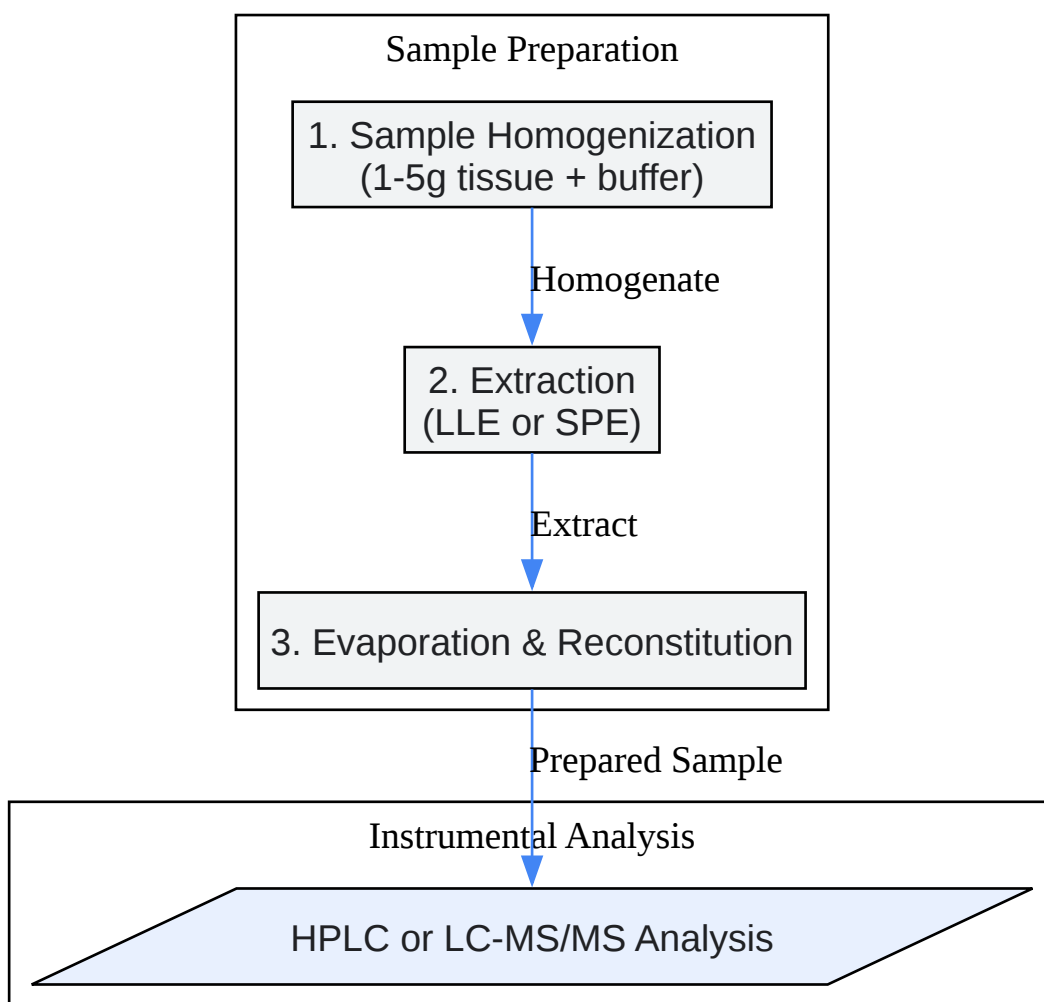 Sample Preparation
1. Sample Homogenization
(1-5g tissue + buffer)
Homogenate
2. Extraction
(LLE or SPE)
Extract
3. Evaporation & Reconstitution
Prepared Sample
Instrumental Analysis
HPLC or LC-MS/MS Analysis